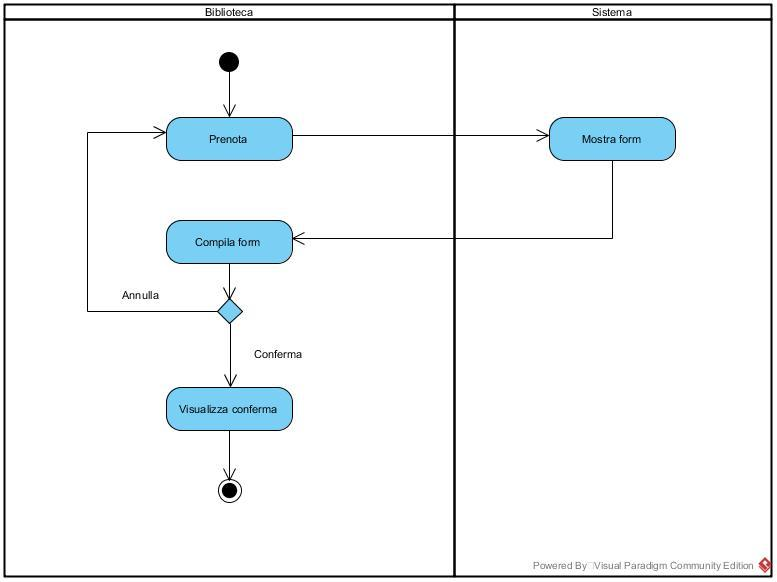 Biblioteca
Sistema
Prenota
Mostra form
Compila form
Annulla
Conferma
Visualizza conferma
Powered By Visual Paradigm Community Edition